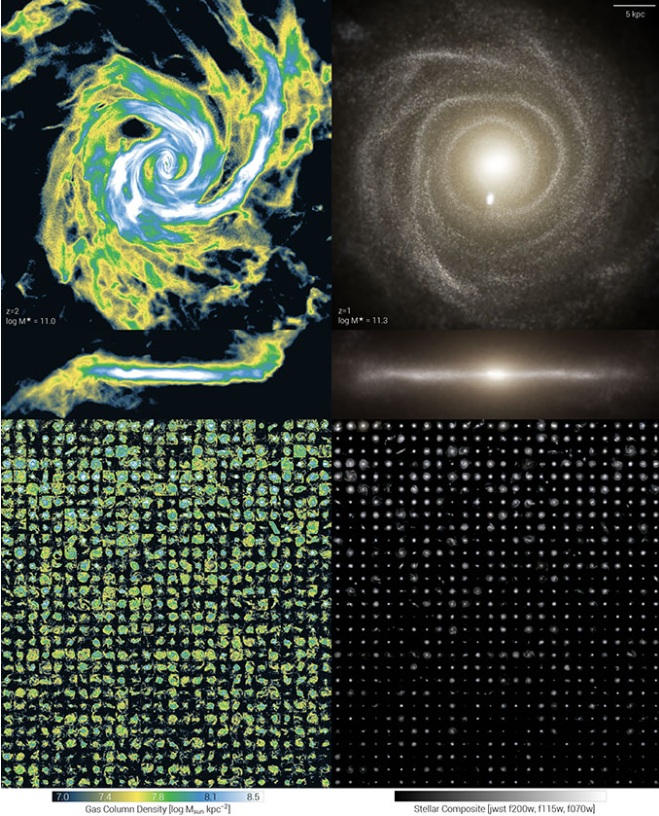 5 kpc
z=2
log M★ = 11.0
z=1
log M★ = 11.3
7.0 7.4 7.8 8.1 8.5
Gas Column Density [log Msun kpc⁻²]
Stellar Composite [jwst f200w, f115w, f070w]